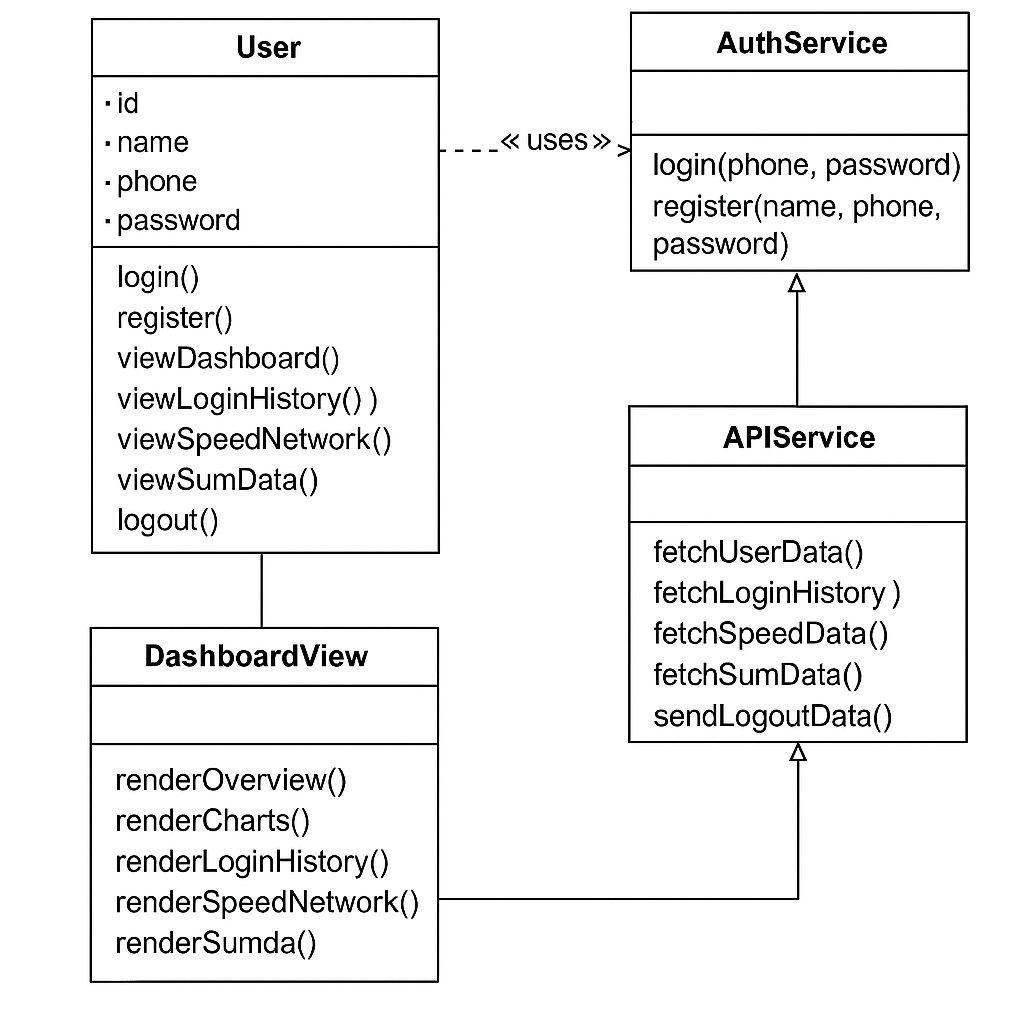 User
· id
· name
· phone
· password
login()
register()
viewDashboard()
viewLoginHistory() )
viewSpeedNetwork()
viewSumData()
logout()
« uses »
AuthService
login(phone, password)
register(name, phone,
password)
APIService
fetchUserData()
fetchLoginHistory )
fetchSpeedData()
fetchSumData()
sendLogoutData()
DashboardView
renderOverview()
renderCharts()
renderLoginHistory()
renderSpeedNetwork()
renderSumda()